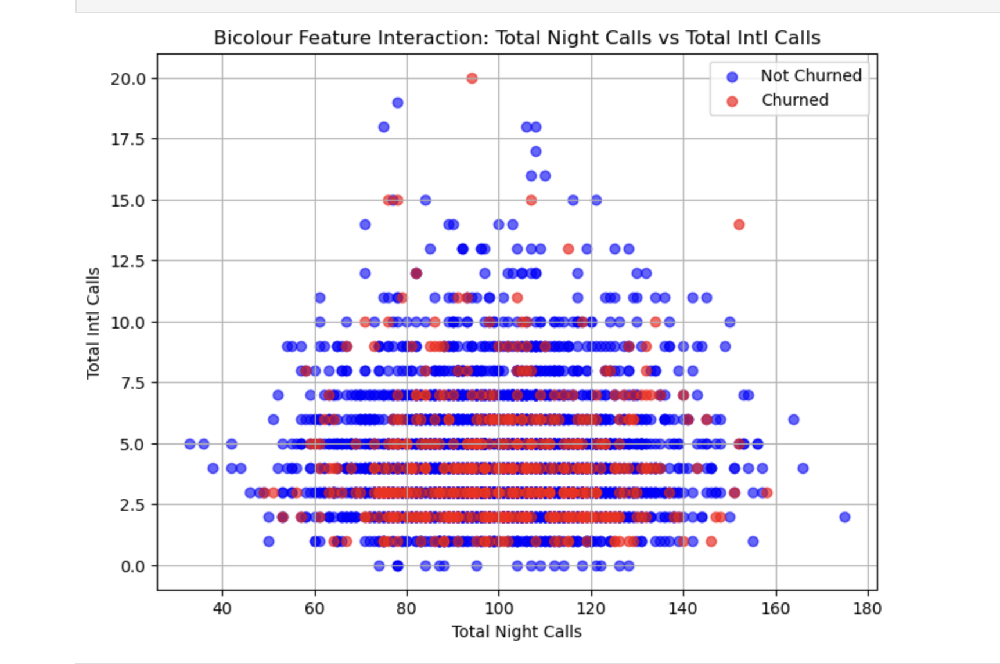 Bicolour Feature Interaction: Total Night Calls vs Total Intl Calls
Not Churned
Churned
20.0
17.5
15.0
12.5
10.0
7.5
5.0
2.5
0.0
Total Intl Calls
40 60 80 100 120 140 160 180
Total Night Calls